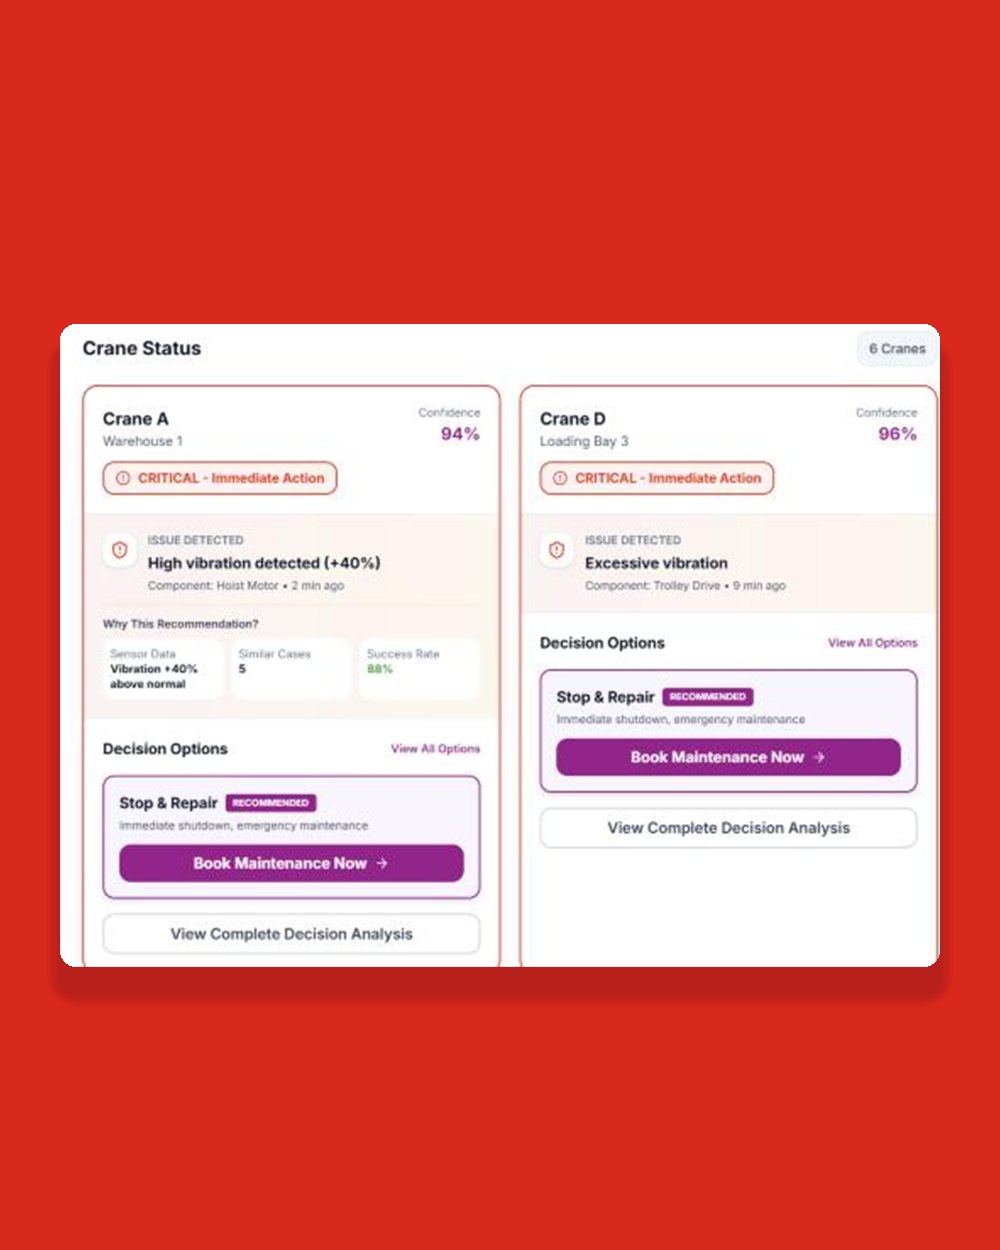 Crane Status
6 Cranes
Crane A
Warehouse 1
Confidence
94%
CRITICAL - Immediate Action
ISSUE DETECTED
High vibration detected (+40%)
Component: Hoist Motor • 2 min ago
Why This Recommendation?
Sensor Data
Vibration +40%
above normal
Similar Cases
5
Success Rate
88%
Decision Options
View All Options
Stop & Repair
RECOMMENDED
Immediate shutdown, emergency maintenance
Book Maintenance Now →
View Complete Decision Analysis
Crane D
Loading Bay 3
Confidence
96%
CRITICAL - Immediate Action
ISSUE DETECTED
Excessive vibration
Component: Trolley Drive • 9 min ago
Decision Options
View All Options
Stop & Repair
RECOMMENDED
Immediate shutdown, emergency maintenance
Book Maintenance Now →
View Complete Decision Analysis